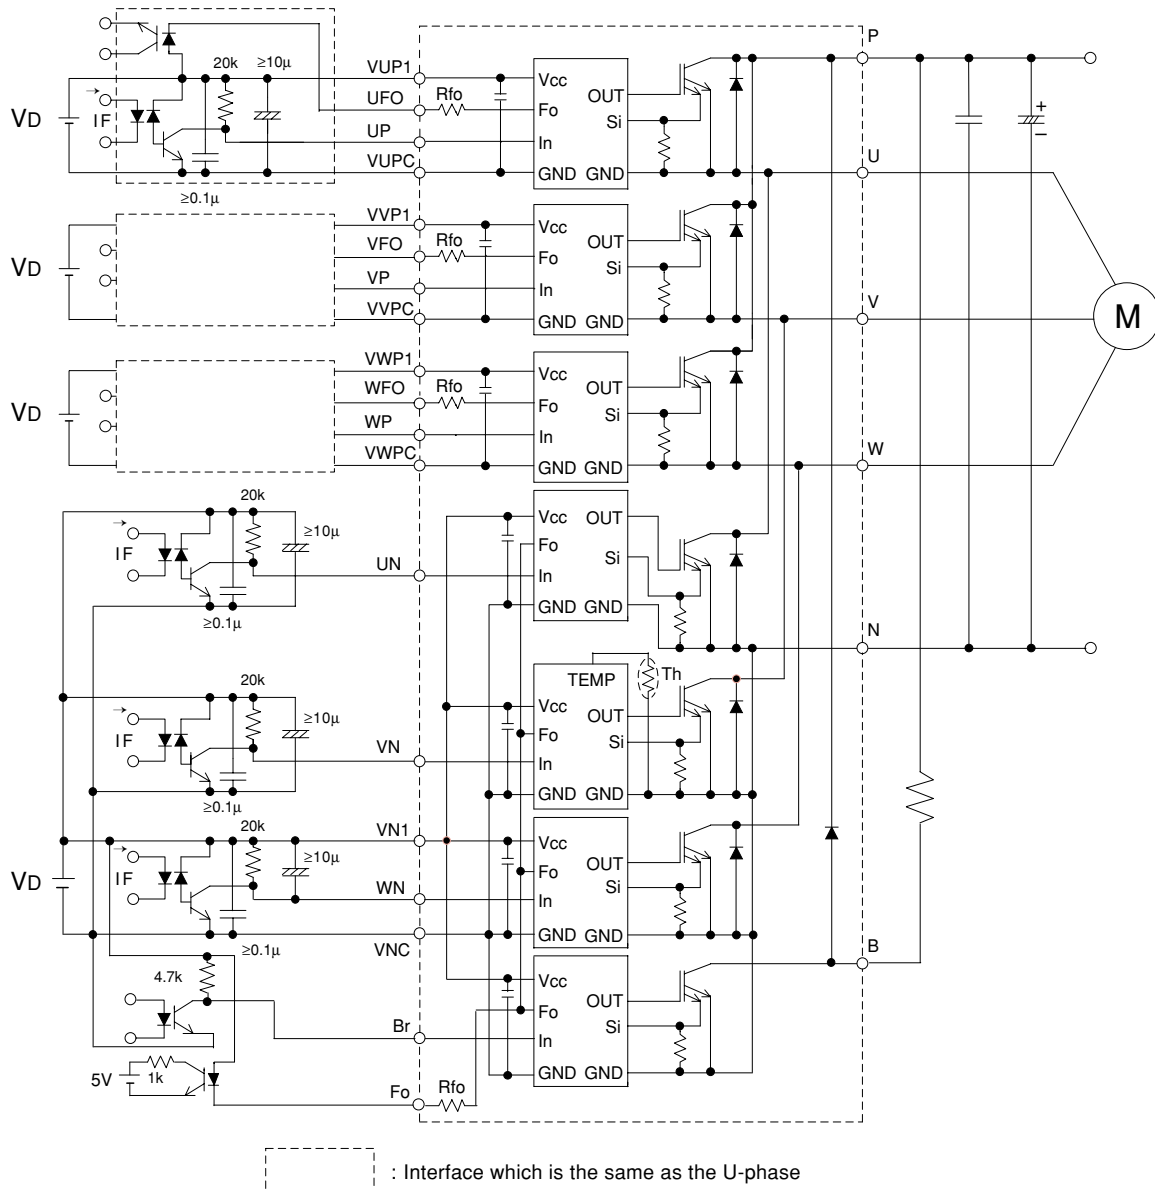 P
20k
≥10µ
VUP1
Vcc
VD
IF
UFO
Rfo
Fo
OUT
Si
+
–
UP
In
U
VUPC
GND GND
≥0.1µ
VVP1
Vcc
VFO
Rfo
Fo
OUT
VD
Si
VP
In
V
VVPC
GND GND
M
VWP1
Vcc
WFO
Rfo
Fo
OUT
VD
Si
WP
In
W
VWPC
GND GND
20k
≥10µ
Vcc
OUT
IF
Fo
Si
UN
In
GND GND
≥0.1µ
N
TEMP
Th
20k
≥10µ
Vcc
OUT
IF
Fo
Si
VN
In
GND GND
≥0.1µ
20k
VN1
Vcc
≥10µ
OUT
IF
Fo
VD
Si
WN
In
GND GND
≥0.1µ
VNC
B
4.7k
Vcc
OUT
Fo
Si
Br
In
5V
1k
GND GND
Fo
Rfo
: Interface which is the same as the U-phase